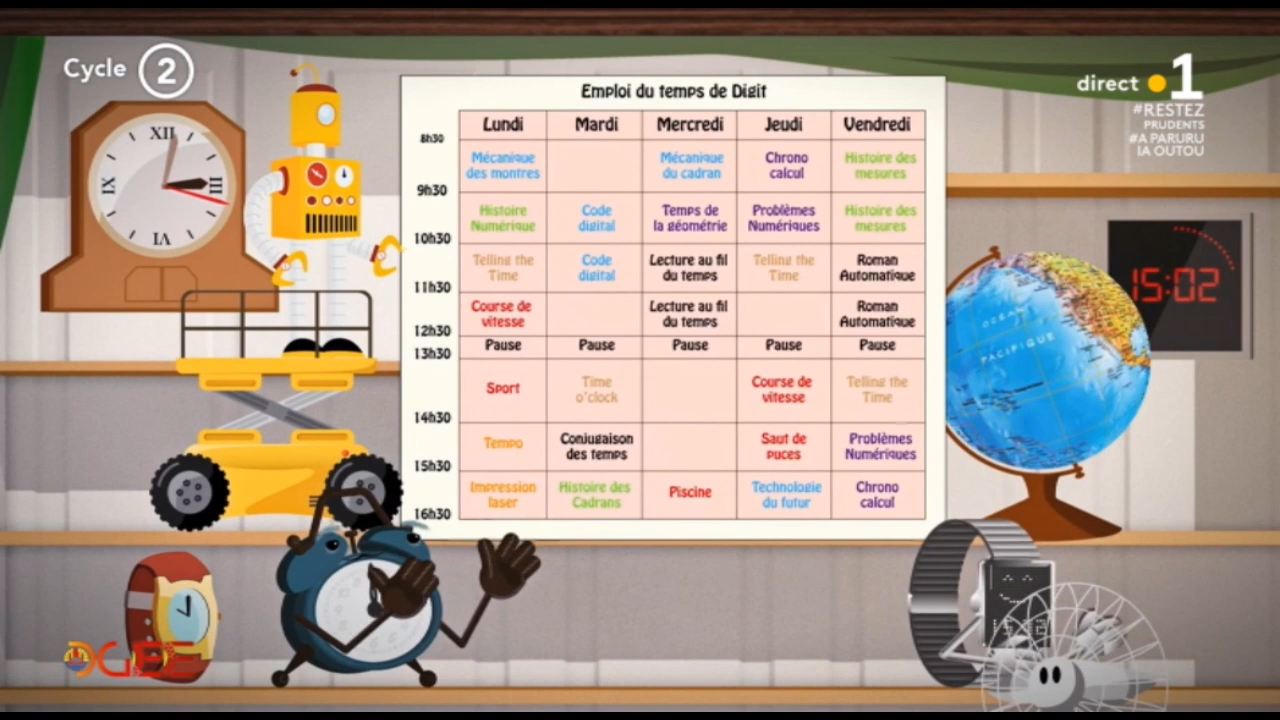 Cycle 2
direct 1
#RESTEZ
PRUDENTS
#A PARURU
IA OUTOU
Emploi du temps de Digit
Lundi Mardi Mercredi Jeudi Vendredi
8h30
Mécanique Mécanique Chrono Histoire des
des montres du cadran calcul mesures
9h30
Histoire Code Temps de Problèmes Histoire des
Numérique digital la géométrie Numériques mesures
10h30
Telling the Code Lecture au fil Telling the Roman
Time digital du temps Time Automatique
11h30
Course de Lecture au fil Roman
vitesse du temps Automatique
12h30
Pause Pause Pause Pause Pause
13h30
Sport Time Course de Telling the
o'clock vitesse Time
14h30
Tempo Conjugaison Saut de Problèmes
des temps puces Numériques
15h30
Impression Histoire des Piscine Technologie Chrono
laser Cadrans du futur calcul
16h30
XII
III
VI
IX
15:02
OCÉAN
PACIFIQUE
DGEE